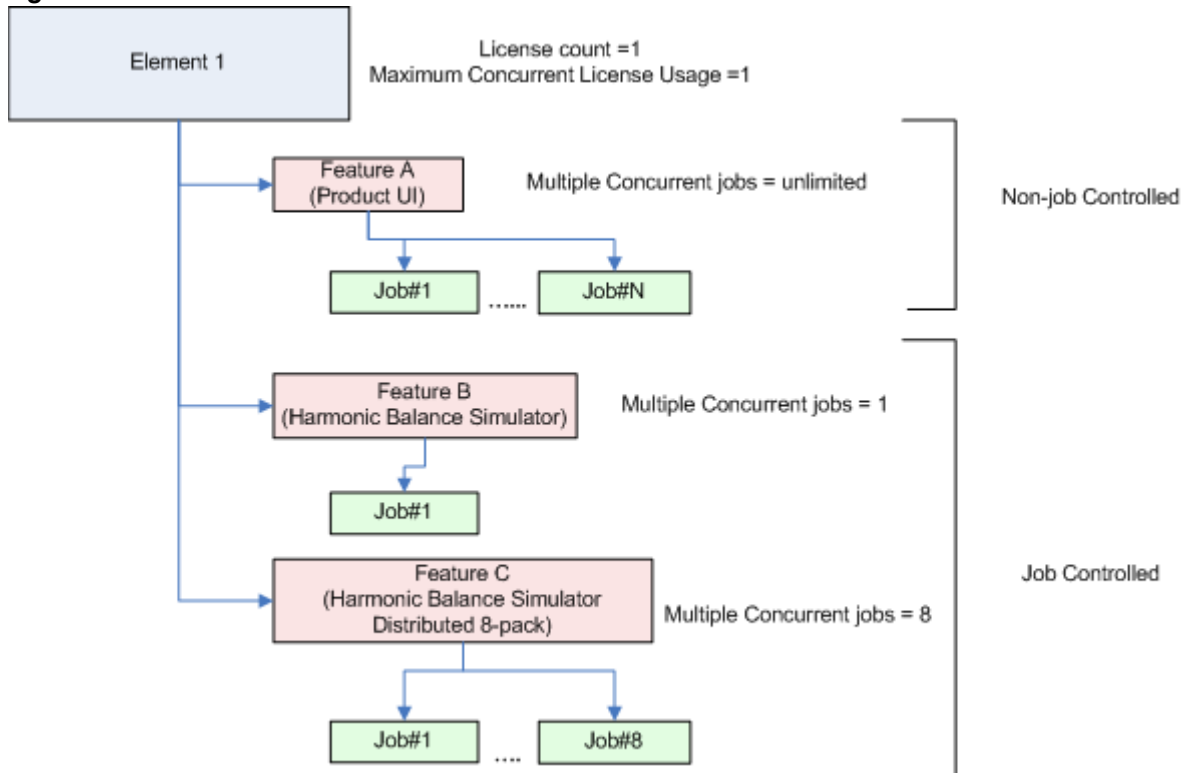 Element 1
License count =1
Maximum Concurrent License Usage =1
Feature A
(Product UI)
Multiple Concurrent jobs = unlimited
Non-job Controlled
Job#1
......
Job#N
Feature B
(Harmonic Balance Simulator)
Multiple Concurrent jobs = 1
Job#1
Feature C
(Harmonic Balance Simulator
Distributed 8-pack)
Multiple Concurrent jobs = 8
Job Controlled
Job#1
....
Job#8